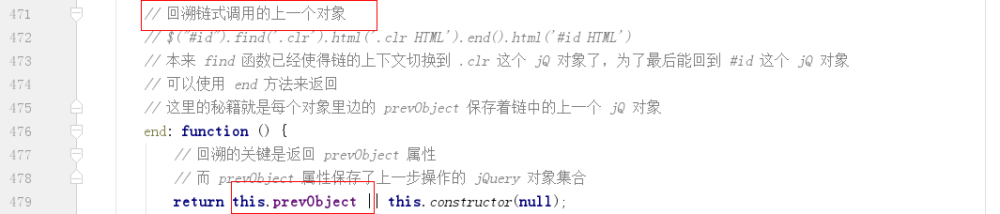 471 // 回溯链式调用的上一个对象
472 // $("#id").find('.clr').html('.clr HTML').end().html('#id HTML')
473 // 本来 find 函数已经使得链的上下文切换到 .clr 这个 jQ 对象了，为了最后能回到 #id 这个 jQ 对象
474 // 可以使用 end 方法来返回
475 // 这里的秘籍就是每个对象里边的 prevObject 保存着链中的上一个 jQ 对象
476 end: function () {
477 // 回溯的关键是返回 prevObject 属性
478 // 而 prevObject 属性保存了上一步操作的 jQuery 对象集合
479 return this.prevObject || this.constructor(null);